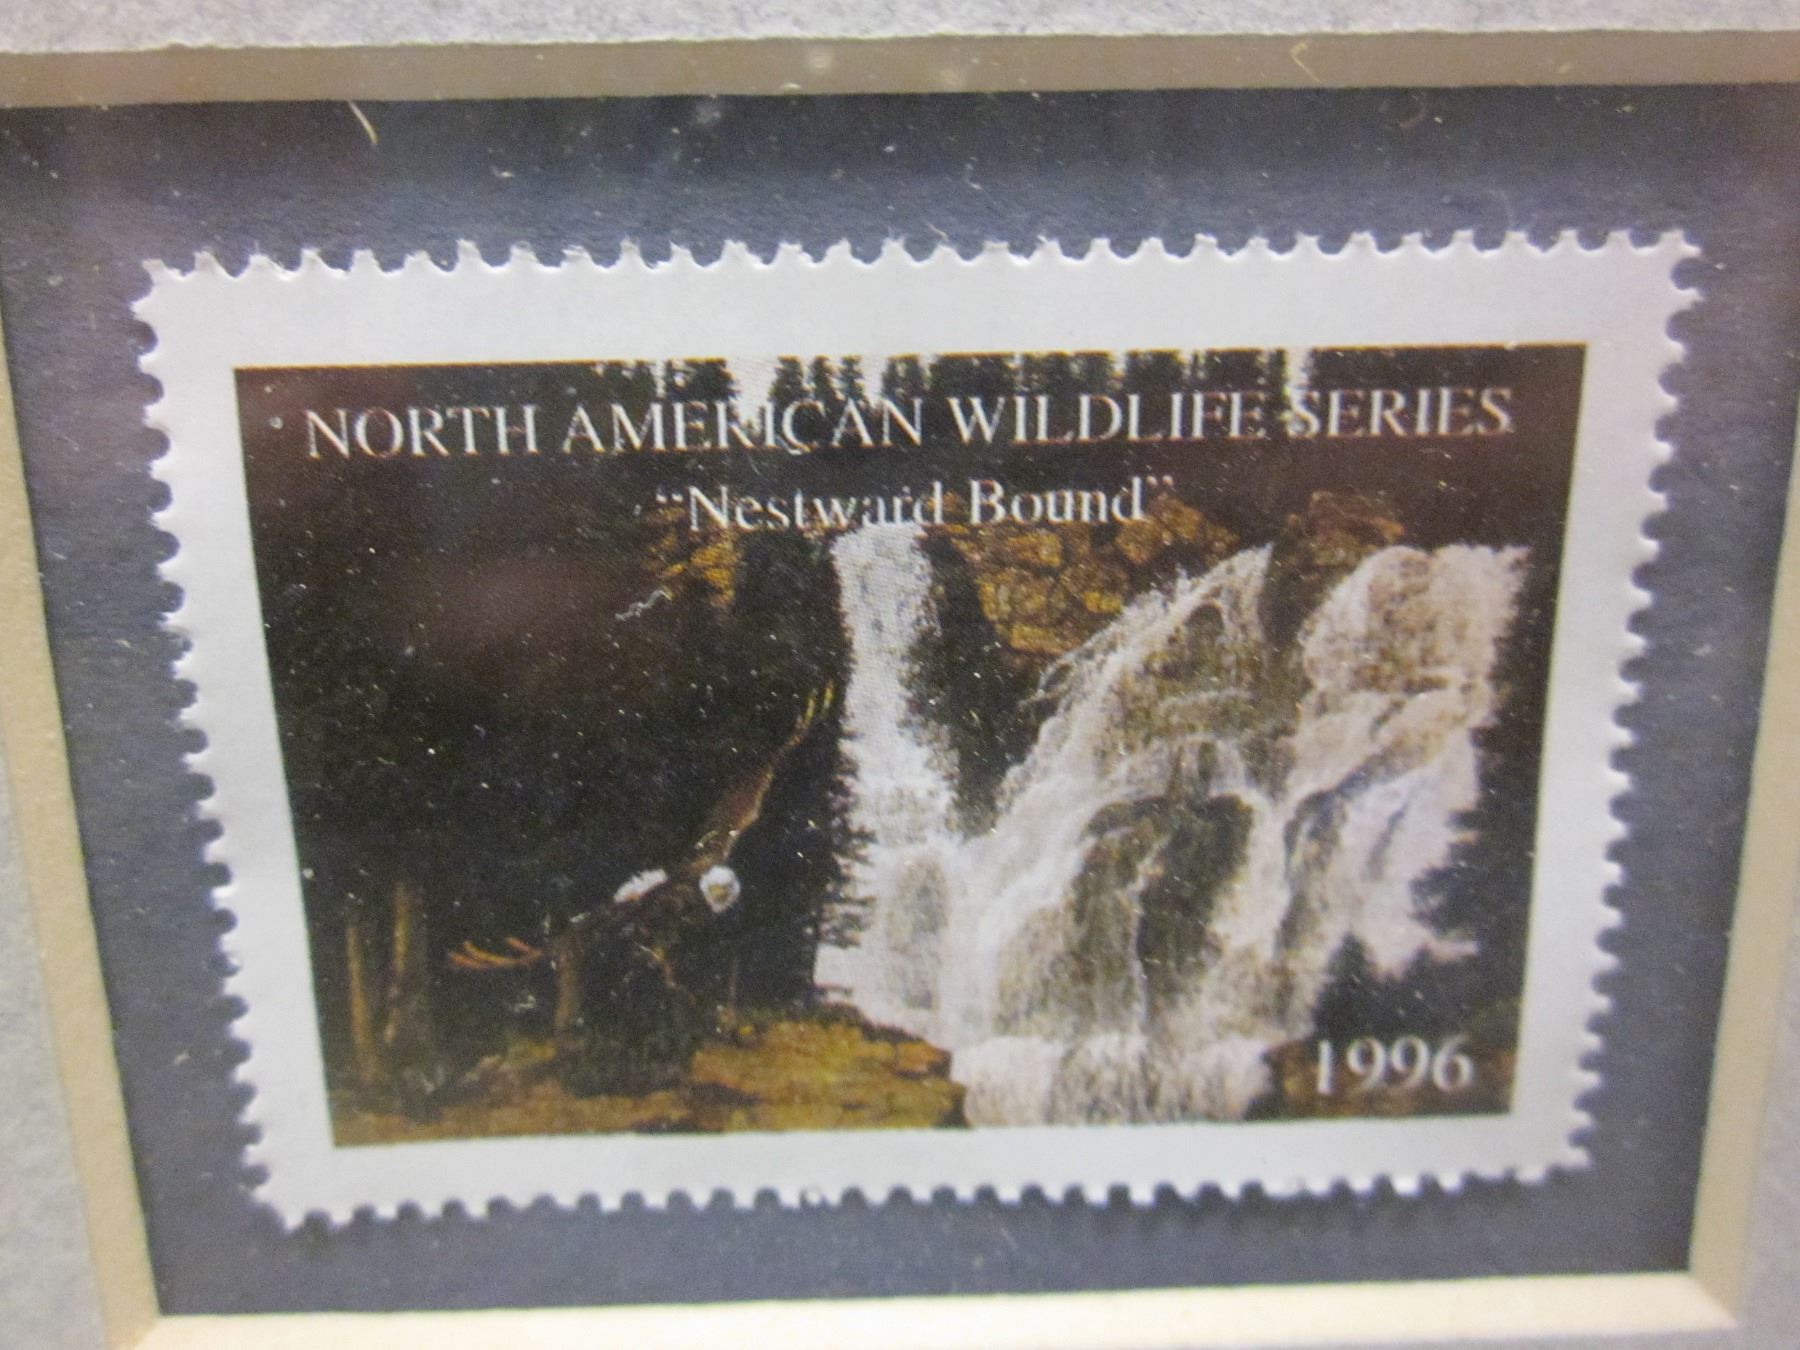 NORTH AMERICAN WILDLIFE SERIES
"Nestward Bound"
1996